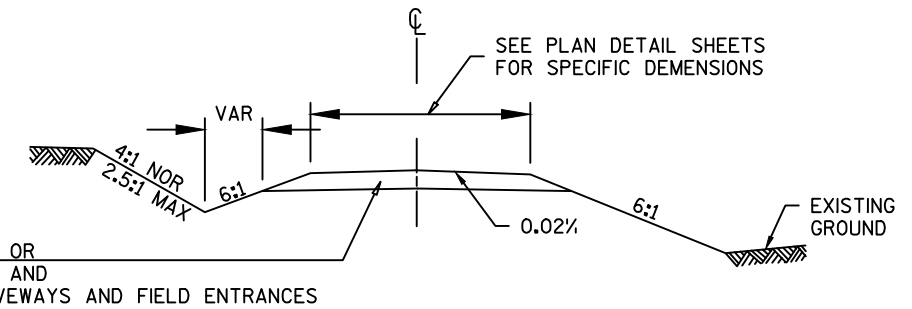 ℄
SEE PLAN DETAIL SHEETS
FOR SPECIFIC DEMENSIONS
VAR
4:1 NOR
2.5:1 MAX
6:1
6:1
0.02%
EXISTING
GROUND
OR
AND
VEWAYS AND FIELD ENTRANCES